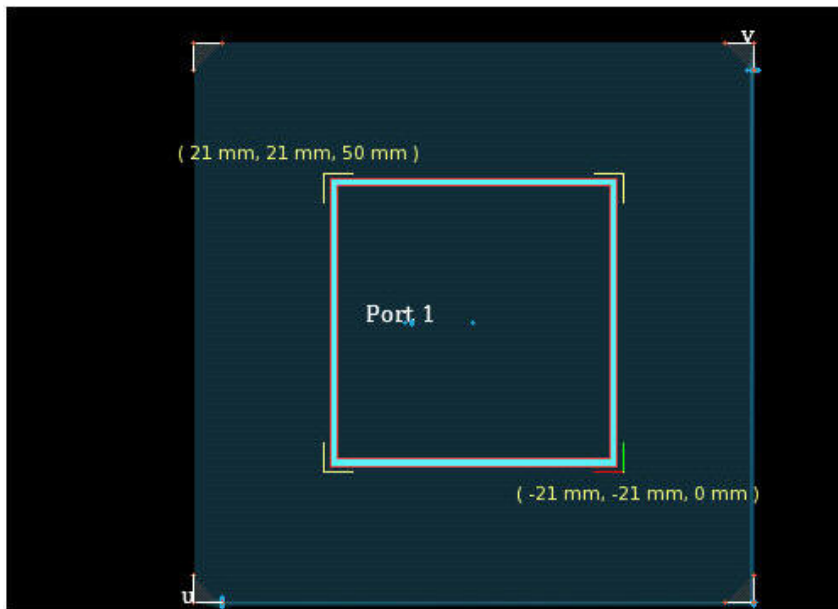 v
( 21 mm, 21 mm, 50 mm )
Port 1
( -21 mm, -21 mm, 0 mm )
u